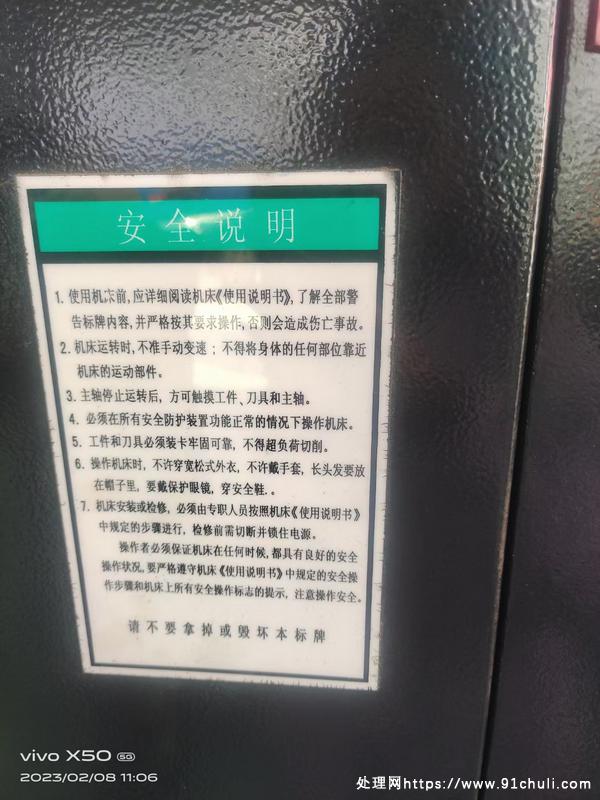 安全说明
1. 使用机床前,应详细阅读机床《使用说明书》,了解全部警
告标牌内容,并严格按其要求操作,否则会造成伤亡事故。
2. 机床运转时,不准手动变速；不得将身体的任何部位靠近
机床的运动部件。
3. 主轴停止运转后，方可触摸工件、刀具和主轴。
4. 必须在所有安全防护装置功能正常的情况下操作机床。
5. 工件和刀具必须装卡牢固可靠，不得超负荷切削。
6. 操作机床时，不许穿宽松式外衣，不许戴手套，长头发要放
在帽子里，要戴保护眼镜，穿安全鞋.。
7. 机床安装或检修，必须由专职人员按照机床《使用说明书》
中规定的步骤进行，检修前需切断并锁住电源。
操作者必须保证机床在任何时候,都具有良好的安全
操作状况,要严格遵守机床《使用说明书》中规定的安全操
作步骤和机床上所有安全操作标志的提示，注意操作安全。
请不要拿掉或毁坏本标牌
vivo X50 5G
2023/02/08 11:06
处理网https://www.91chuli.com